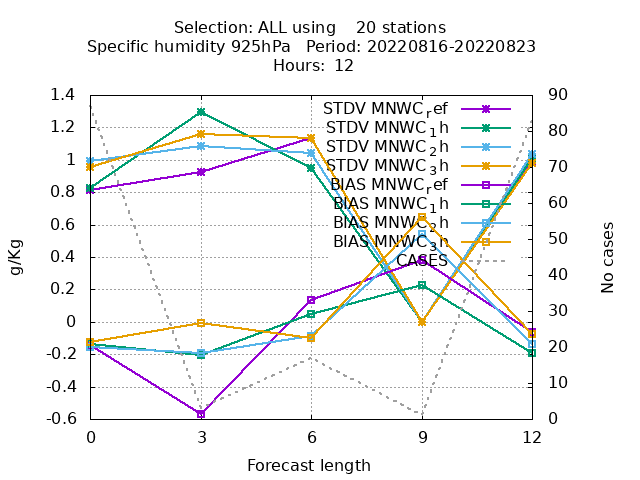 Selection: ALL using 20 stations
Specific humidity 925hPa Period: 20220816-20220823
Hours: 12
STDV MNWC_ref
STDV MNWC_1h
STDV MNWC_2h
STDV MNWC_3h
BIAS MNWC_ref
BIAS MNWC_1h
BIAS MNWC_2h
BIAS MNWC_3h
CASES
1.4
1.2
1
0.8
0.6
0.4
0.2
0
-0.2
-0.4
-0.6
g/Kg
90
80
70
60
50
40
30
20
10
0
No cases
0 3 6 9 12
Forecast length